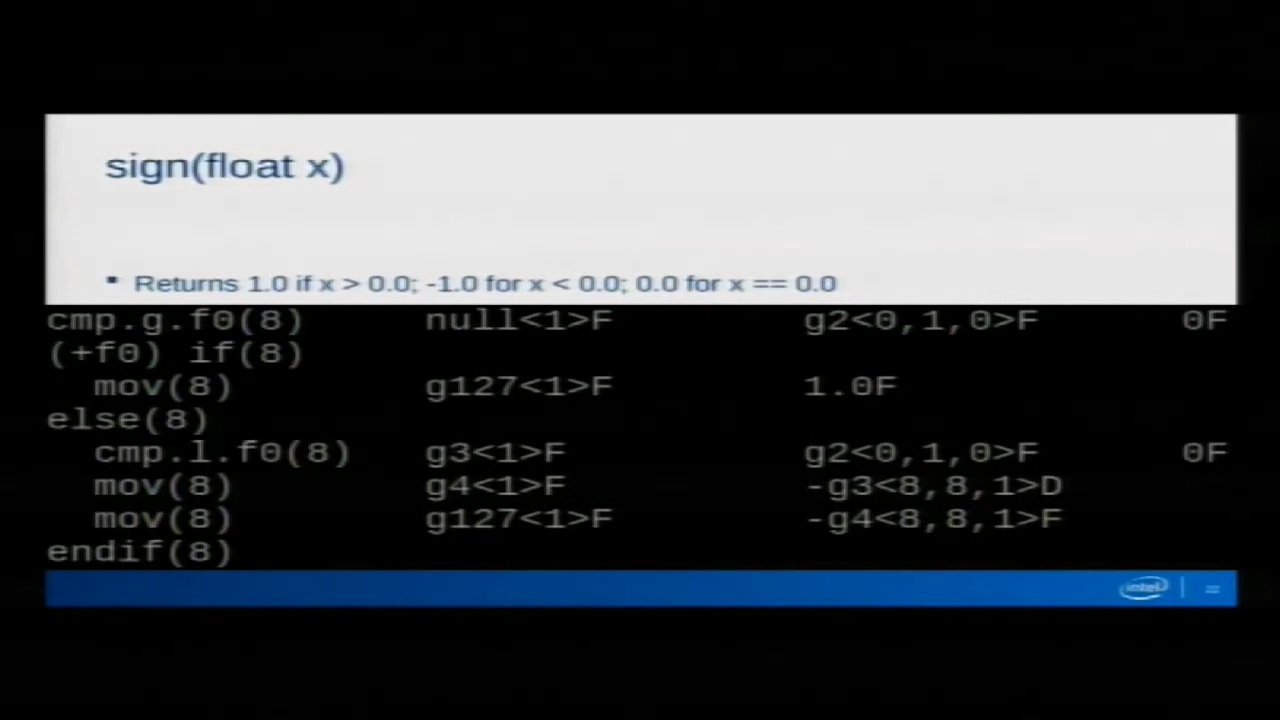 sign(float x)
▪ Returns 1.0 if x > 0.0; -1.0 for x < 0.0; 0.0 for x == 0.0
cmp.g.f0(8) null<1>F g2<0,1,0>F 0F
(+f0) if(8)
mov(8) g127<1>F 1.0F
else(8)
cmp.l.f0(8) g3<1>F g2<0,1,0>F 0F
mov(8) g4<1>F -g3<8,8,1>D
mov(8) g127<1>F -g4<8,8,1>F
endif(8)
intel